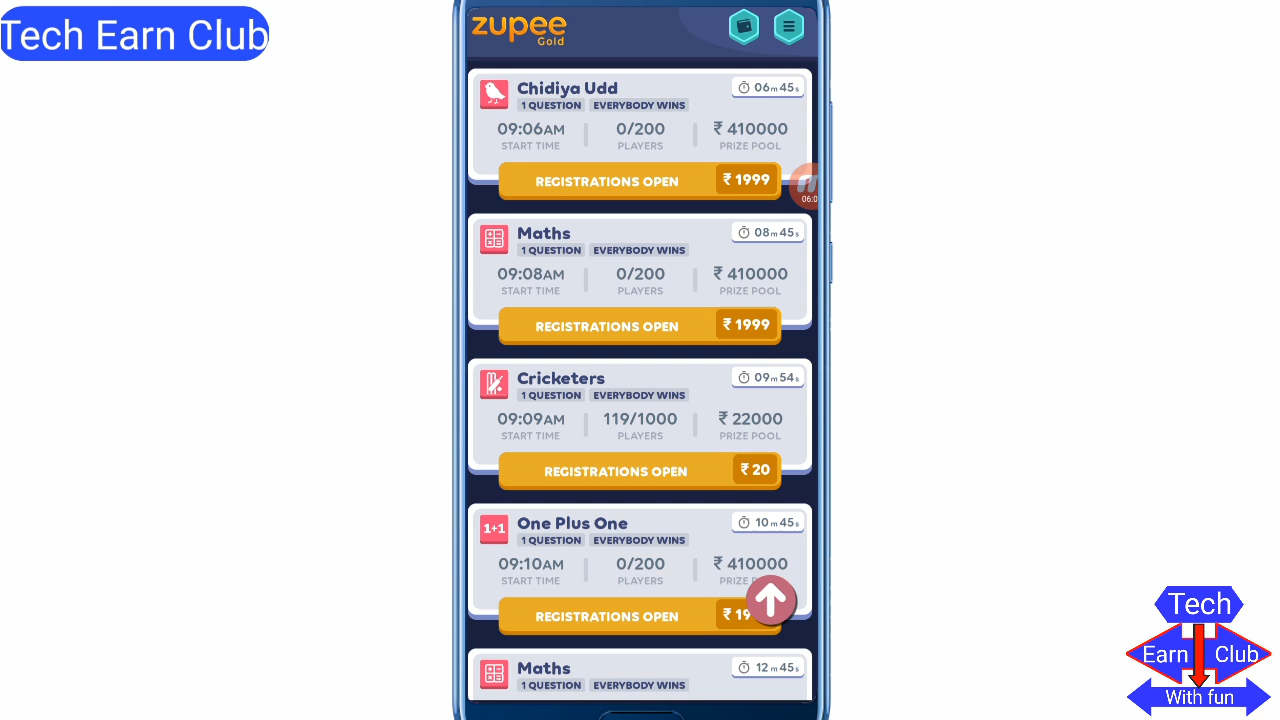 Tech Earn Club
zupee
Gold
Chidiya Udd
06m 45s
1 QUESTION EVERYBODY WINS
09:06AM 0/200 ₹ 410000
START TIME PLAYERS PRIZE POOL
REGISTRATIONS OPEN ₹ 1999
06:0
Maths
08m 45s
1 QUESTION EVERYBODY WINS
09:08AM 0/200 ₹ 410000
START TIME PLAYERS PRIZE POOL
REGISTRATIONS OPEN ₹ 1999
Cricketers
09m 54s
1 QUESTION EVERYBODY WINS
09:09AM 119/1000 ₹ 22000
START TIME PLAYERS PRIZE POOL
REGISTRATIONS OPEN ₹ 20
1+1
One Plus One
10m 45s
1 QUESTION EVERYBODY WINS
09:10AM 0/200 ₹ 410000
START TIME PLAYERS
REGISTRATIONS OPEN ₹ 19
Maths
12m 45s
1 QUESTION EVERYBODY WINS
Tech
Earn Club
With fun